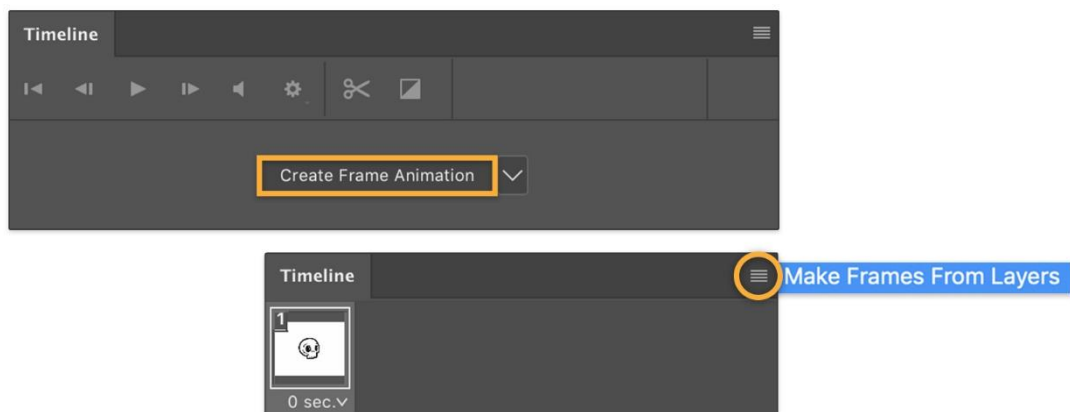 Timeline
Create Frame Animation
Timeline
Make Frames From Layers
1
0 sec.